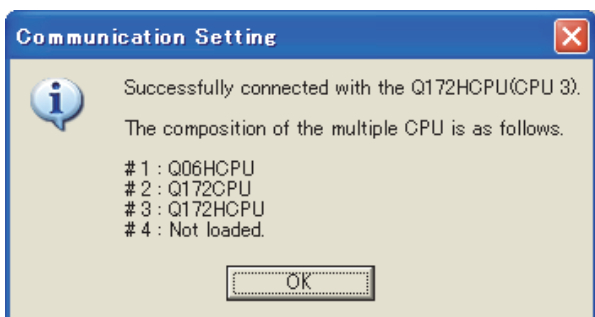 Communication Setting
Successfully connected with the Q172HCPU(CPU 3).
The composition of the multiple CPU is as follows.
# 1 : Q06HCPU
# 2 : Q172CPU
# 3 : Q172HCPU
# 4 : Not loaded.
OK